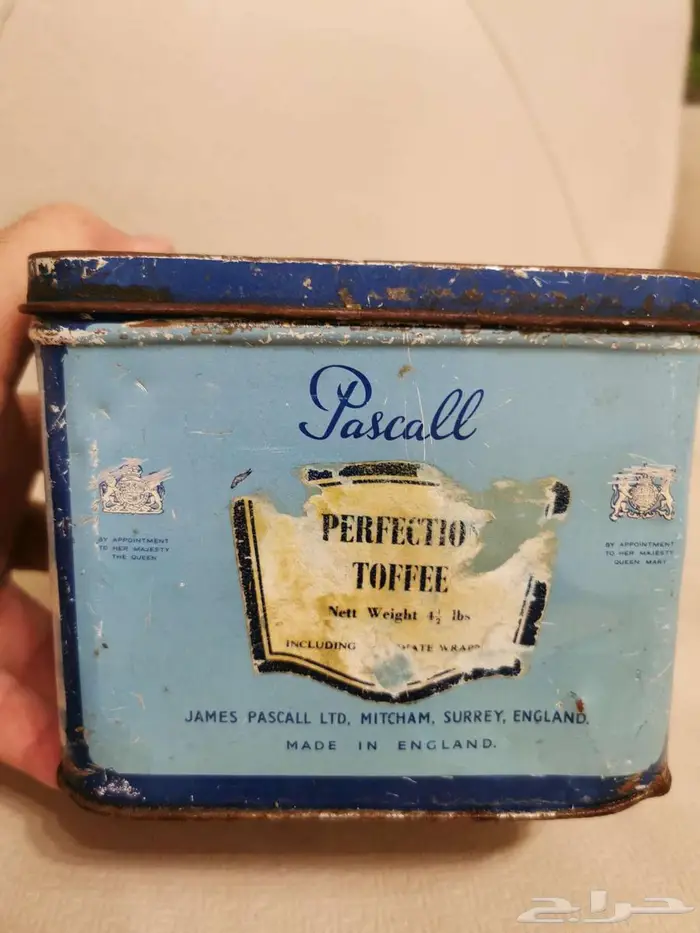 Pascall
BY APPOINTMENT
TO HER MAJESTY
THE QUEEN
BY APPOINTMENT
TO HER MAJESTY
QUEEN MARY
PERFECTIO
TOFFEE
Nett Weight 4½ lbs
INCLUDING
JAMES PASCALL LTD, MITCHAM, SURREY, ENGLAND.
MADE IN ENGLAND.
حراج